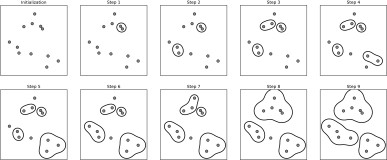 Initialization
Step 1
Step 2
Step 3
Step 4
Step 5
Step 6
Step 7
Step 8
Step 9